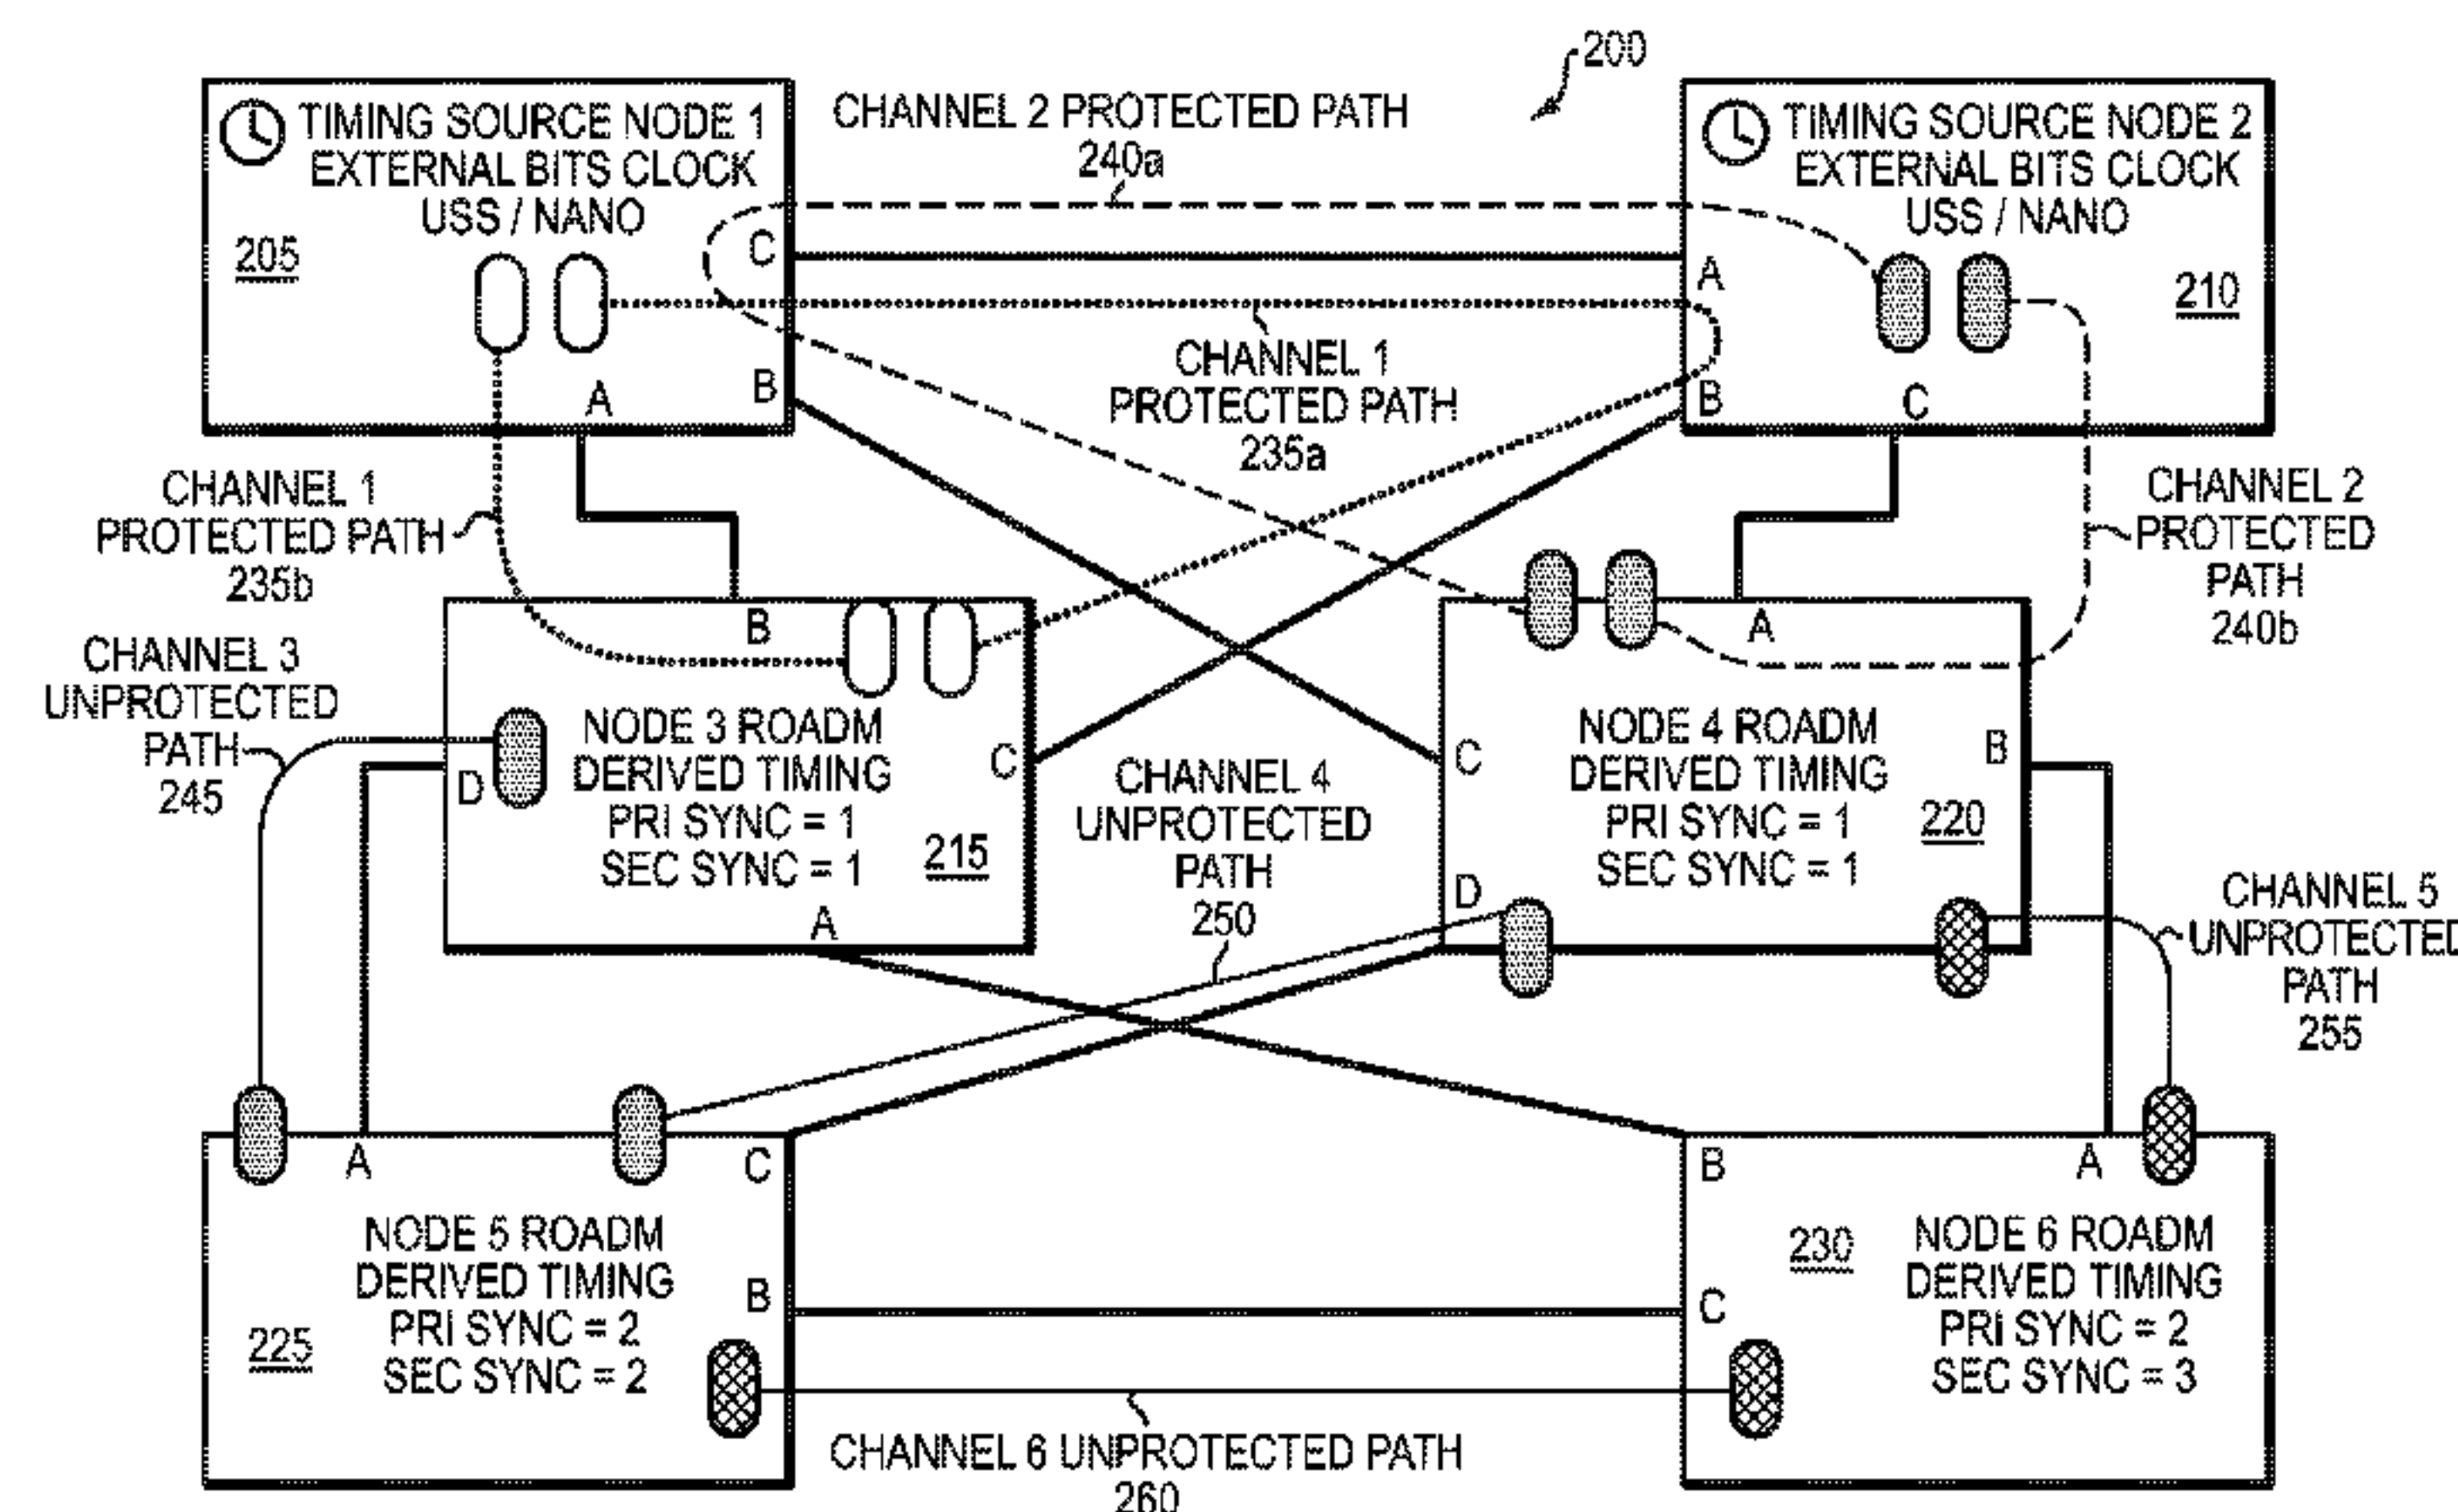 200
TIMING SOURCE NODE 1
EXTERNAL BITS CLOCK
USS / NANO
205
C
B
A
CHANNEL 2 PROTECTED PATH
240a
TIMING SOURCE NODE 2
EXTERNAL BITS CLOCK
USS / NANO
210
A
B
C
CHANNEL 1
PROTECTED PATH
235a
CHANNEL 1
PROTECTED PATH
235b
CHANNEL 2
PROTECTED
PATH
240b
CHANNEL 3
UNPROTECTED
PATH
245
B
NODE 3 ROADM
DERIVED TIMING
PRI SYNC = 1
SEC SYNC = 1
215
D
C
A
CHANNEL 4
UNPROTECTED
PATH
250
A
NODE 4 ROADM
DERIVED TIMING
PRI SYNC = 1
SEC SYNC = 1
220
C
B
D
CHANNEL 5
UNPROTECTED
PATH
255
A
C
NODE 5 ROADM
DERIVED TIMING
PRI SYNC = 2
SEC SYNC = 2
225
B
B
A
230
NODE 6 ROADM
DERIVED TIMING
PRI SYNC = 2
SEC SYNC = 3
C
CHANNEL 6 UNPROTECTED PATH
260